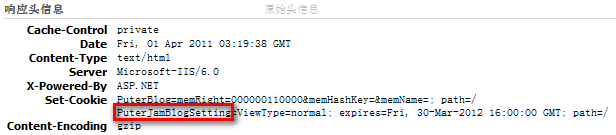 响应头信息 原始头信息
Cache-Control private
Date Fri, 01 Apr 2011 03:19:38 GMT
Content-Type text/html
Server Microsoft-IIS/6.0
X-Powered-By ASP.NET
Set-Cookie PuterBlog=memRight=000000110000&memHashKey=&memName=; path=/
PuterJamBlogSetting=ViewType=normal; expires=Fri, 30-Mar-2012 16:00:00 GMT; path=/
Content-Encoding gzip